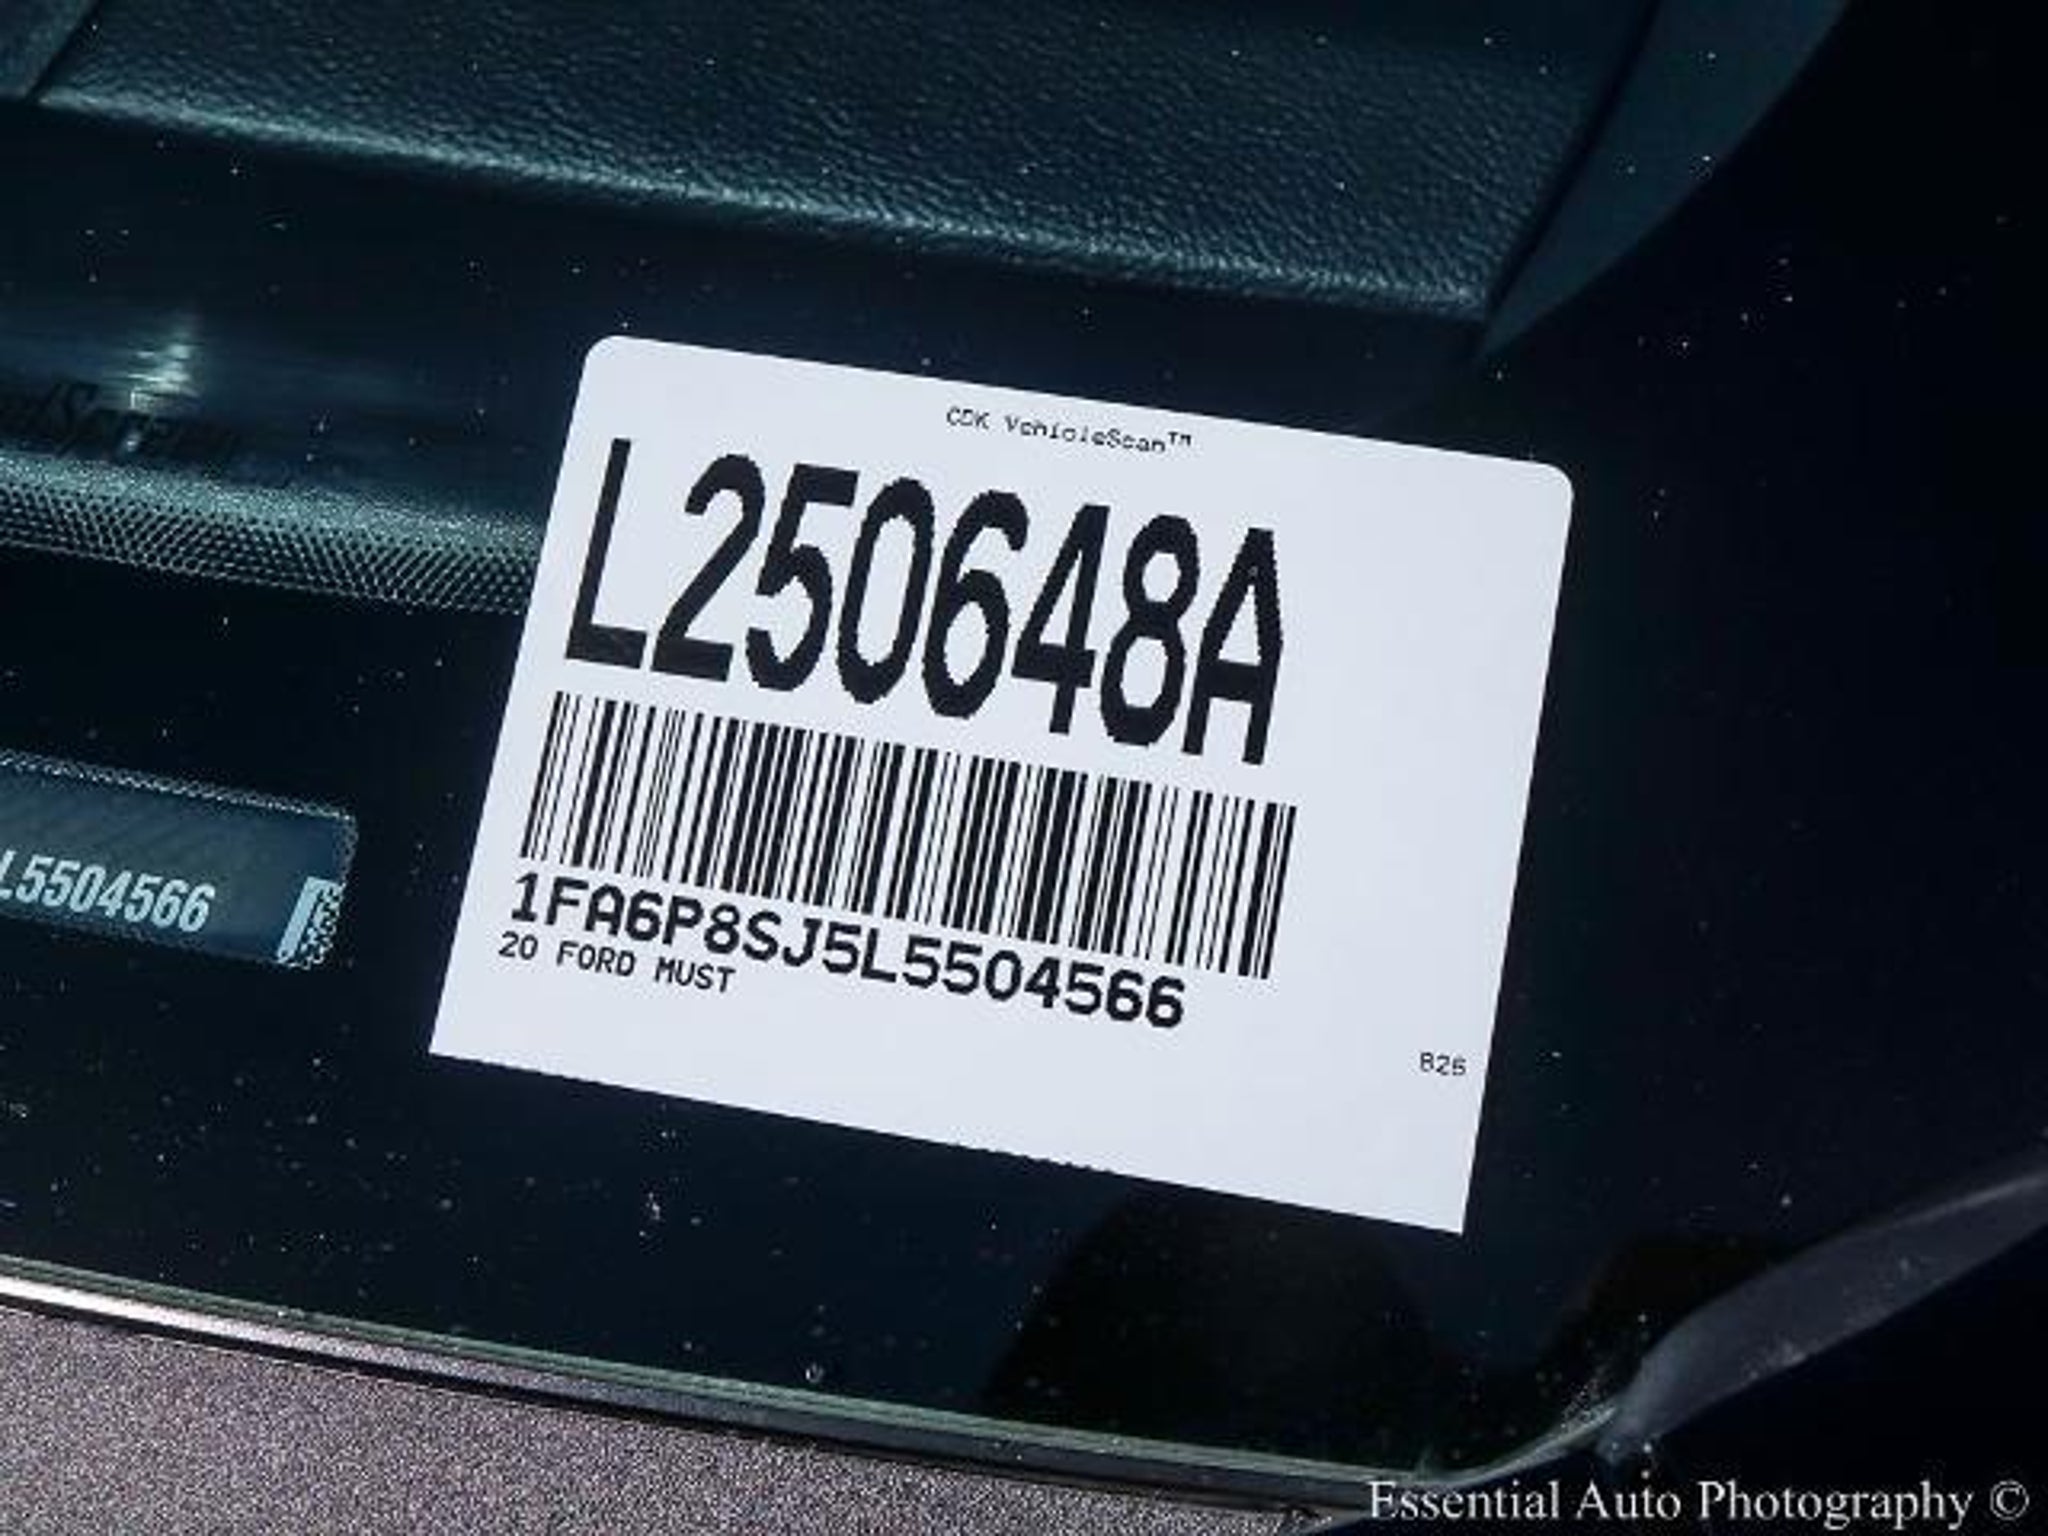 CDK VehicleScan™
L250648A
L5504566
1FA6P8SJ5L5504566
20 FORD MUST
826
Essential Auto Photography ©